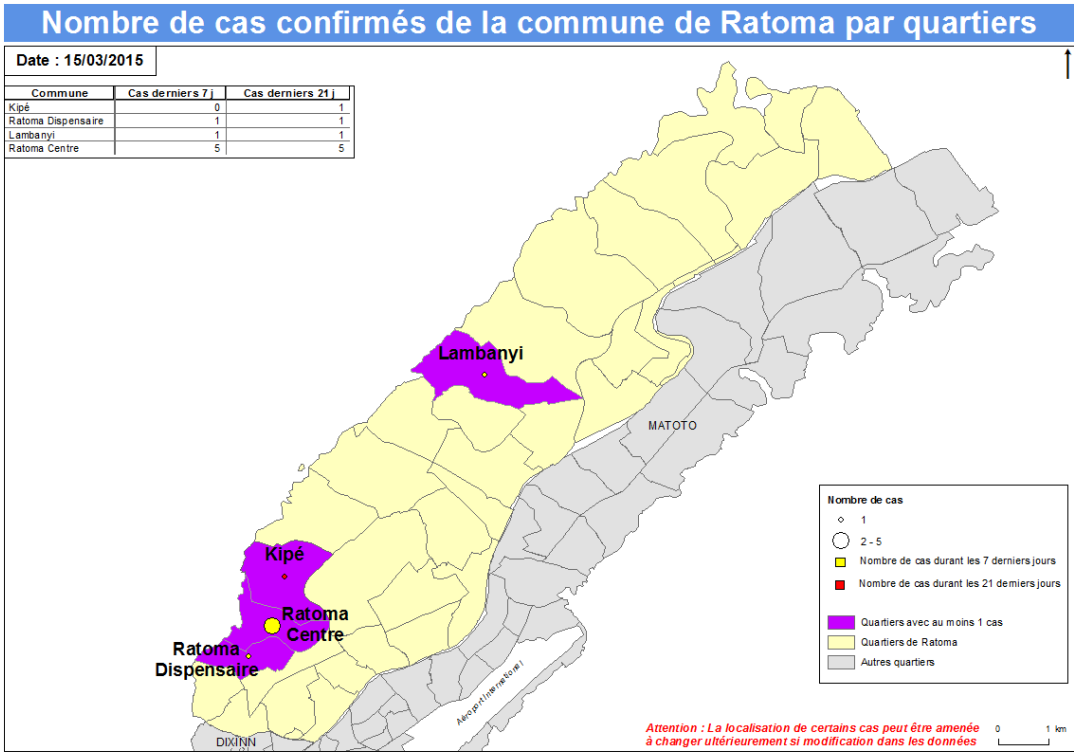 Nombre de cas confirmés de la commune de Ratoma par quartiers
Date : 15/03/2015
Commune Cas derniers 7 j Cas derniers 21 j
Kipé 0 1
Ratoma Dispensaire 1 1
Lambanyi 1 1
Ratoma Centre 5 5
Lambanyi
MATOTO
Kipé
Ratoma
Centre
Ratoma
Dispensaire
Aéroport International
DIXINN
Nombre de cas
1
2 - 5
Nombre de cas durant les 7 derniers jours
Nombre de cas durant les 21 derniers jours
Quartiers avec au moins 1 cas
Quartiers de Ratoma
Autres quartiers
Attention : La localisation de certains cas peut être amenée
à changer ultérieurement si modification dans les données
0 1 km